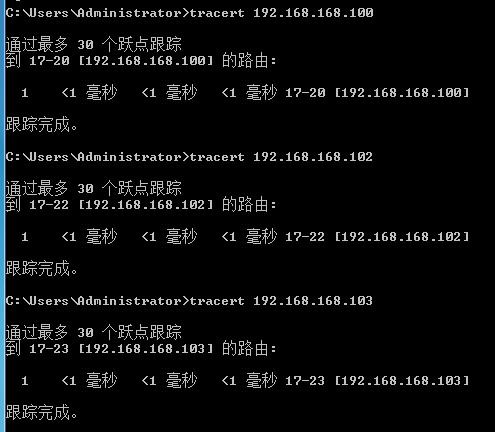 C:\Users\Administrator>tracert 192.168.168.100
通过最多 30 个跃点跟踪
到 17-20 [192.168.168.100] 的路由:
1 <1 毫秒 <1 毫秒 <1 毫秒 17-20 [192.168.168.100]
跟踪完成。
C:\Users\Administrator>tracert 192.168.168.102
通过最多 30 个跃点跟踪
到 17-22 [192.168.168.102] 的路由:
1 <1 毫秒 <1 毫秒 <1 毫秒 17-22 [192.168.168.102]
跟踪完成。
C:\Users\Administrator>tracert 192.168.168.103
通过最多 30 个跃点跟踪
到 17-23 [192.168.168.103] 的路由:
1 <1 毫秒 <1 毫秒 <1 毫秒 17-23 [192.168.168.103]
跟踪完成。